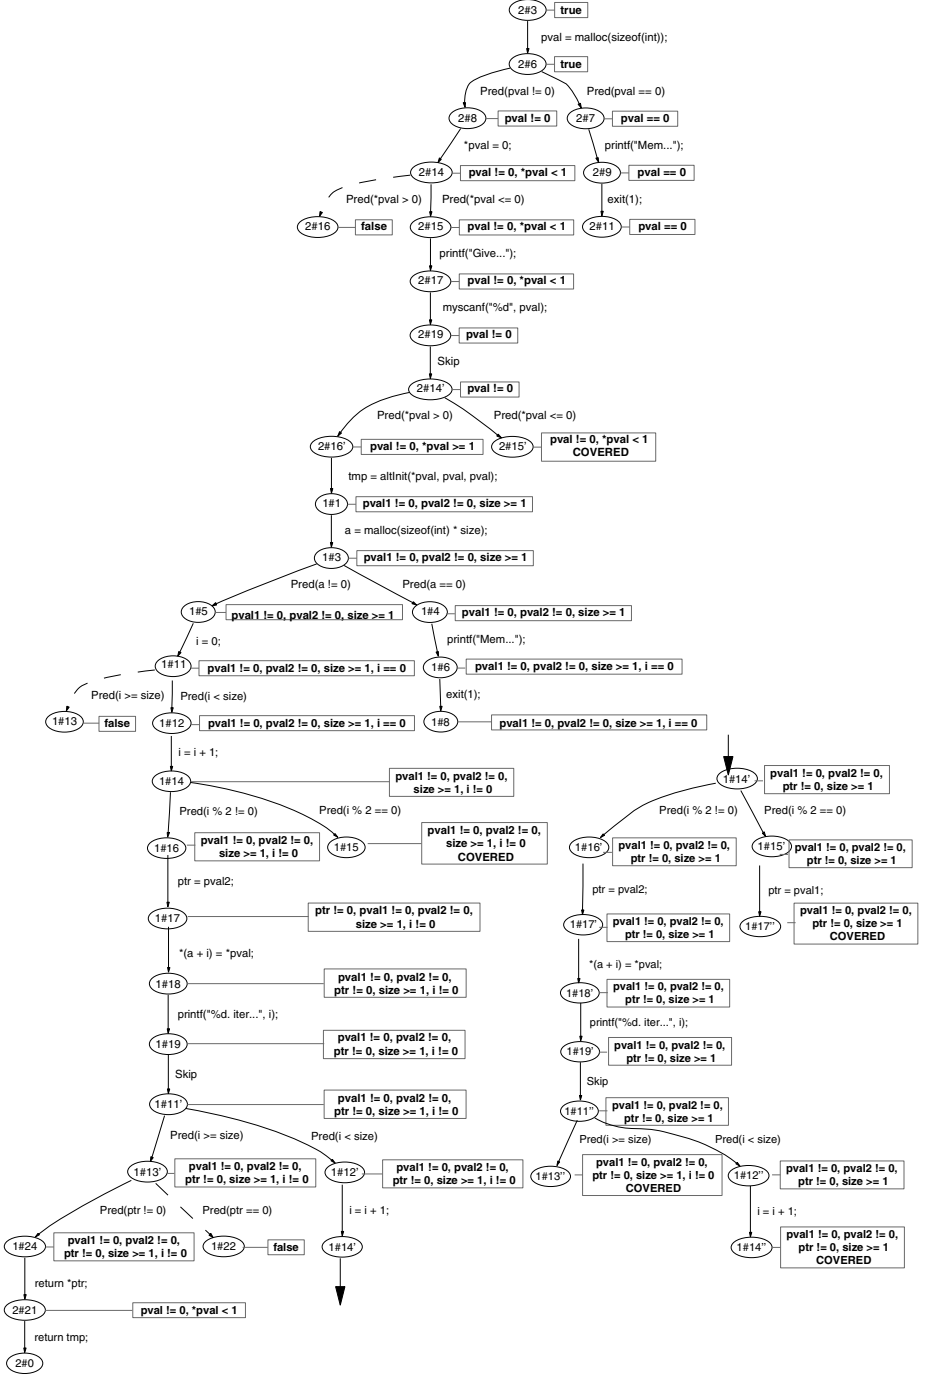 2#3 true
pval = malloc(sizeof(int));
2#6 true
Pred(pval != 0) Pred(pval == 0)
2#8 pval != 0 2#7 pval == 0
*pval = 0; printf("Mem...");
2#14 pval != 0, *pval < 1 2#9 pval == 0
Pred(*pval > 0) Pred(*pval <= 0) exit(1);
2#16 false 2#15 pval != 0, *pval < 1 2#11 pval == 0
printf("Give...");
2#17 pval != 0, *pval < 1
myscanf("%d", pval);
2#19 pval != 0
Skip
2#14' pval != 0
Pred(*pval > 0) Pred(*pval <= 0)
2#16' pval != 0, *pval >= 1 2#15' pval != 0, *pval < 1
COVERED
tmp = altInit(*pval, pval, pval);
1#1 pval1 != 0, pval2 != 0, size >= 1
a = malloc(sizeof(int) * size);
1#3 pval1 != 0, pval2 != 0, size >= 1
Pred(a != 0) Pred(a == 0)
1#5 pval1 != 0, pval2 != 0, size >= 1 1#4 pval1 != 0, pval2 != 0, size >= 1
i = 0; printf("Mem...");
1#11 pval1 != 0, pval2 != 0, size >= 1, i == 0 1#6 pval1 != 0, pval2 != 0, size >= 1, i == 0
Pred(i >= size) Pred(i < size) exit(1);
1#13 false 1#12 pval1 != 0, pval2 != 0, size >= 1, i == 0 1#8 pval1 != 0, pval2 != 0, size >= 1, i == 0
i = i + 1;
1#14 pval1 != 0, pval2 != 0,
size >= 1, i != 0
Pred(i % 2 != 0) Pred(i % 2 == 0)
1#16 pval1 != 0, pval2 != 0,
size >= 1, i != 0
1#15 pval1 != 0, pval2 != 0,
size >= 1, i != 0
COVERED
ptr = pval2;
1#17 ptr != 0, pval1 != 0, pval2 != 0,
size >= 1, i != 0
*(a + i) = *pval;
1#18 pval1 != 0, pval2 != 0,
ptr != 0, size >= 1, i != 0
printf("%d. iter...", i);
1#19 pval1 != 0, pval2 != 0,
ptr != 0, size >= 1, i != 0
Skip
1#11' pval1 != 0, pval2 != 0,
ptr != 0, size >= 1, i != 0
Pred(i >= size) Pred(i < size)
1#13' pval1 != 0, pval2 != 0,
ptr != 0, size >= 1, i != 0
1#12' pval1 != 0, pval2 != 0,
ptr != 0, size >= 1, i != 0
Pred(ptr != 0) Pred(ptr == 0) i = i + 1;
1#24 pval1 != 0, pval2 != 0,
ptr != 0, size >= 1, i != 0
1#22 false 1#14'
return *ptr;
2#21 pval != 0, *pval < 1
return tmp;
2#0
1#14' pval1 != 0, pval2 != 0,
ptr != 0, size >= 1
Pred(i % 2 != 0) Pred(i % 2 == 0)
1#16' pval1 != 0, pval2 != 0,
ptr != 0, size >= 1
1#15' pval1 != 0, pval2 != 0,
ptr != 0, size >= 1
ptr = pval2; ptr = pval1;
1#17' pval1 != 0, pval2 != 0,
ptr != 0, size >= 1
1#17'' pval1 != 0, pval2 != 0,
ptr != 0, size >= 1
COVERED
*(a + i) = *pval;
1#18' pval1 != 0, pval2 != 0,
ptr != 0, size >= 1
printf("%d. iter...", i);
1#19' pval1 != 0, pval2 != 0,
ptr != 0, size >= 1
Skip
1#11'' pval1 != 0, pval2 != 0,
ptr != 0, size >= 1
Pred(i >= size) Pred(i < size)
1#13'' pval1 != 0, pval2 != 0,
ptr != 0, size >= 1, i != 0
COVERED
1#12'' pval1 != 0, pval2 != 0,
ptr != 0, size >= 1
i = i + 1;
1#14'' pval1 != 0, pval2 != 0,
ptr != 0, size >= 1
COVERED